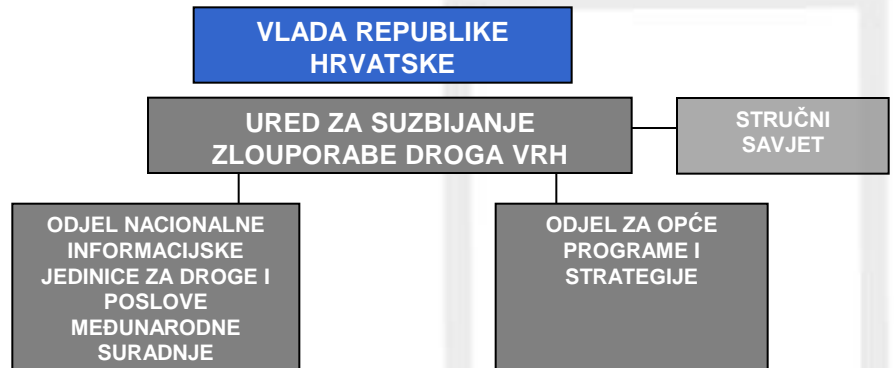 VLADA REPUBLIKE
HRVATSKE
URED ZA SUZBIJANJE
ZLOUPORABE DROGA VRH
STRUČNI
SAVJET
ODJEL NACIONALNE
INFORMACIJSKE
JEDINICE ZA DROGE I
POSLOVE
MEĐUNARODNE
SURADNJE
ODJEL ZA OPĆE
PROGRAME I
STRATEGIJE